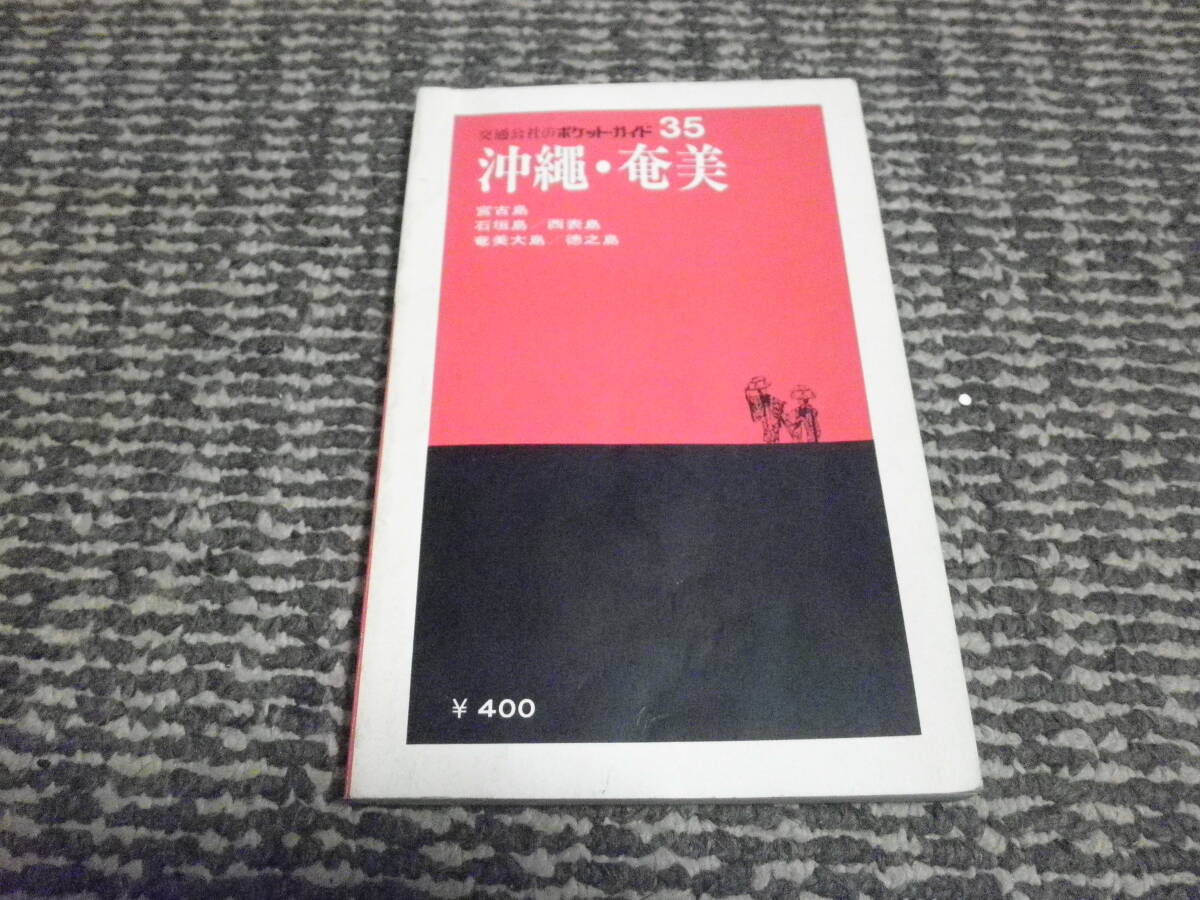 交通公社のポケット・ガイド 35
沖縄・奄美
宮古島
石垣島／西表島
奄美大島／徳之島
¥ 400